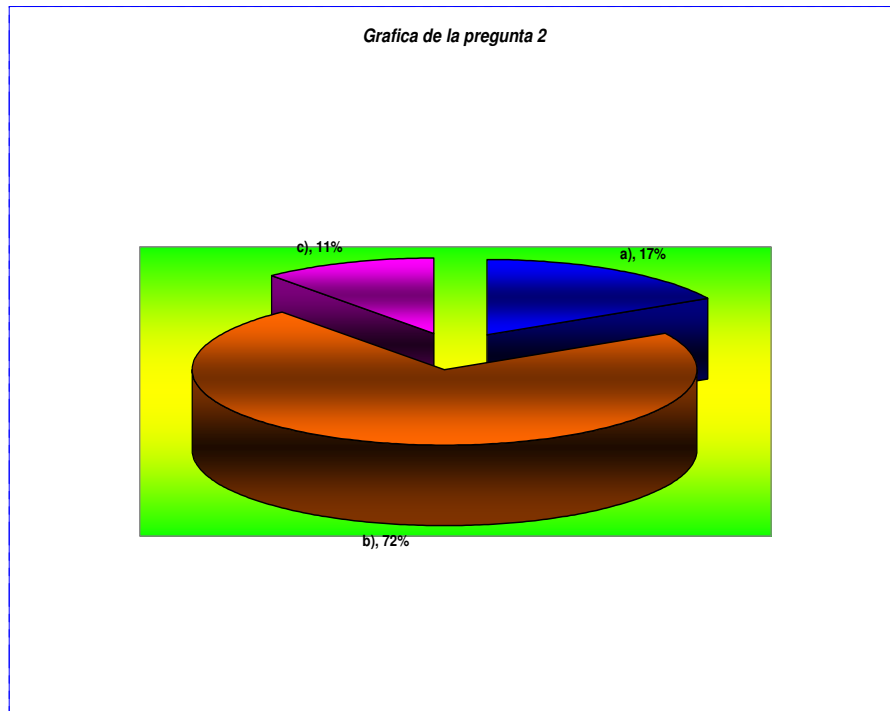 Grafica de la pregunta 2
c), 11%
a), 17%
b), 72%